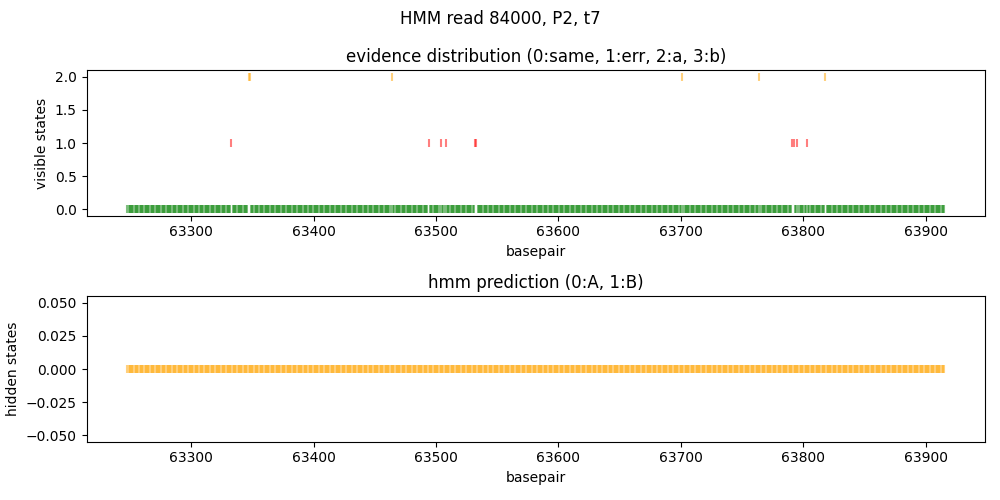 HMM read 84000, P2, t7
evidence distribution (0:same, 1:err, 2:a, 3:b)
visible states
2.0
1.5
1.0
0.5
0.0
63300 63400 63500 63600 63700 63800 63900
basepair
hmm prediction (0:A, 1:B)
hidden states
0.050
0.025
0.000
−0.025
−0.050
63300 63400 63500 63600 63700 63800 63900
basepair